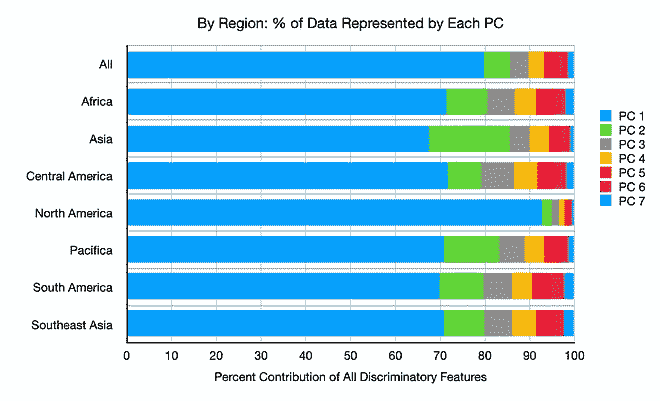 By Region: % of Data Represented by Each PC
All
Africa
Asia
Central America
North America
Pacifica
South America
Southeast Asia
0 10 20 30 40 50 60 70 80 90 100
Percent Contribution of All Discriminatory Features
PC 1
PC 2
PC 3
PC 4
PC 5
PC 6
PC 7